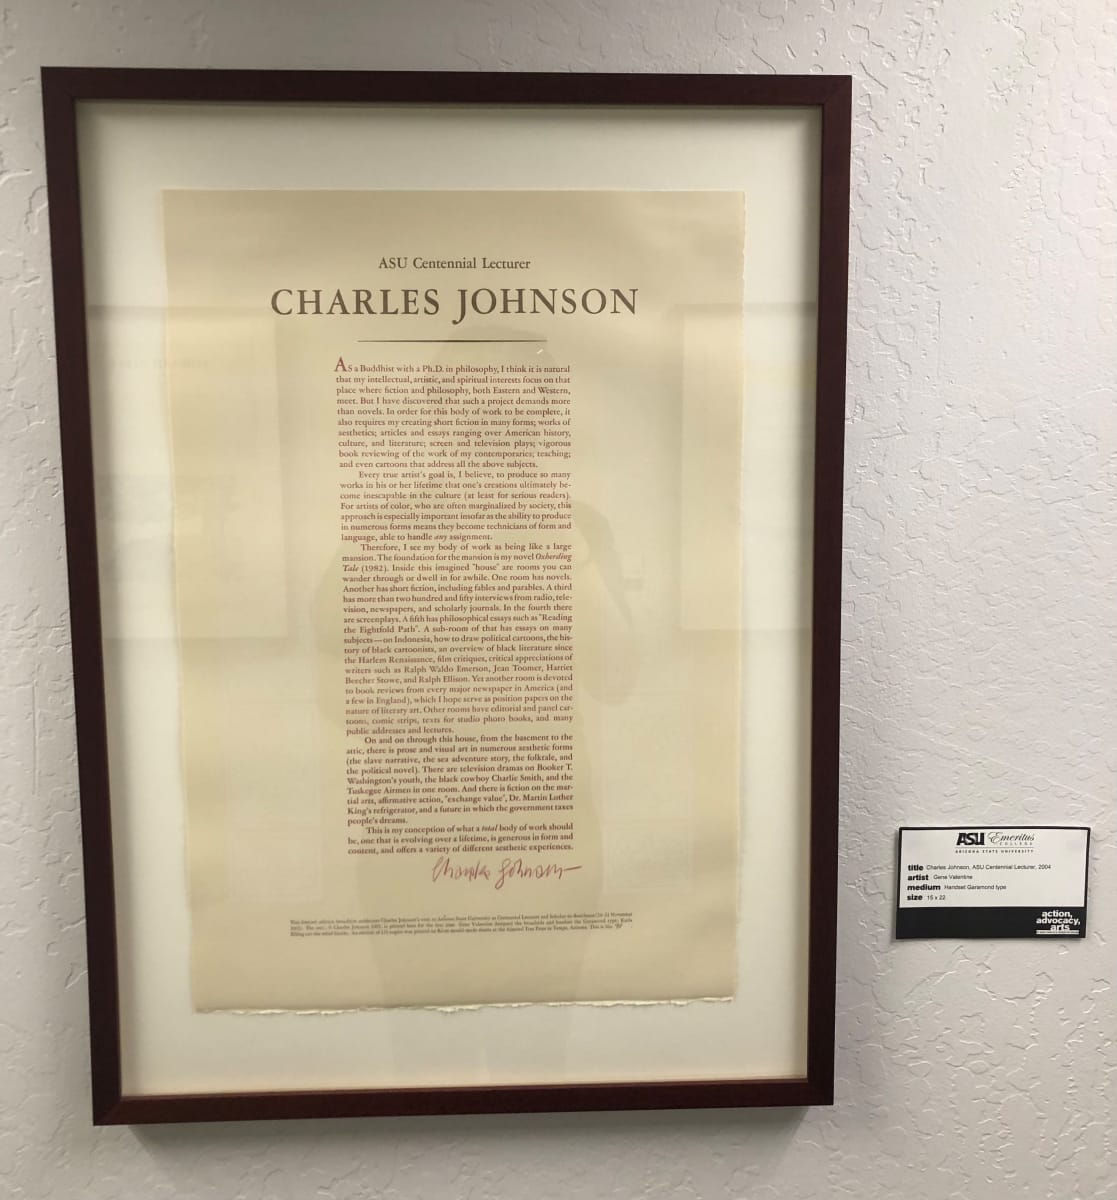 ASU Centennial Lecturer
CHARLES JOHNSON
As a Buddhist with a Ph.D. in philosophy, I think it is natural
that my intellectual, artistic, and spiritual interests focus on that
place where fiction and philosophy, both Eastern and Western,
meet. But I have discovered that such a project demands more
than novels. In order for this body of work to be complete, it
also requires my creating short fiction in many forms; works of
aesthetics; articles and essays ranging over American history,
culture, and literature; screen and television plays; vigorous
book reviewing of the work of my contemporaries; teaching;
and even cartoons that address all the above subjects.
Every true artist's goal is, I believe, to produce so many
works in his or her lifetime that one's creations ultimately be-
come inescapable in the culture (at least for serious readers).
For artists of color, who are often marginalized by society, this
approach is especially important insofar as the ability to produce
in numerous forms means they become technicians of form and
language, able to handle any assignment.
Therefore, I see my body of work as being like a large
mansion. The foundation for the mansion is my novel Oxherding
Tale (1982). Inside this imagined "house" are rooms you can
wander through or dwell in for awhile. One room has novels.
Another has short fiction, including fables and parables. A third
has more than two hundred and fifty interviews from radio, tele-
vision, newspapers, and scholarly journals. In the fourth there
are screenplays. A fifth has philosophical essays such as "Reading
the Eightfold Path". A sub-room of that has essays on many
subjects—on Indonesia, how to draw political cartoons, the his-
tory of black cartoonists, an overview of black literature since
the Harlem Renaissance, film critiques, critical appreciations of
writers such as Ralph Waldo Emerson, Jean Toomer, Harriet
Beecher Stowe, and Ralph Ellison. Yet another room is devoted
to book reviews from every major newspaper in America (and
a few in England), which I hope serve as position papers on the
nature of literary art. Other rooms have editorial and panel car-
toons, comic strips, texts for studio photo books, and many
public addresses and lectures.
On and on through this house, from the basement to the
attic, there is prose and visual art in numerous aesthetic forms
(the slave narrative, the sea adventure story, the folktale, and
the political novel). There are television dramas on Booker T.
Washington's youth, the black cowboy Charlie Smith, and the
Tuskegee Airmen in one room. And there is fiction on the mar-
tial arts, affirmative action, "exchange value", Dr. Martin Luther
King's refrigerator, and a future in which the government taxes
people's dreams.
This is my conception of what a total body of work should
be, one that is evolving over a lifetime, is generous in form and
content, and offers a variety of different aesthetic experiences.
Charles Johnson
ASU Emeritus
COLLEGE
ARIZONA STATE UNIVERSITY
title Charles Johnson, ASU Centennial Lecturer, 2004
artist Gene Valentine
medium Handset Garamond type
size 15 x 22
action,
advocacy,
arts